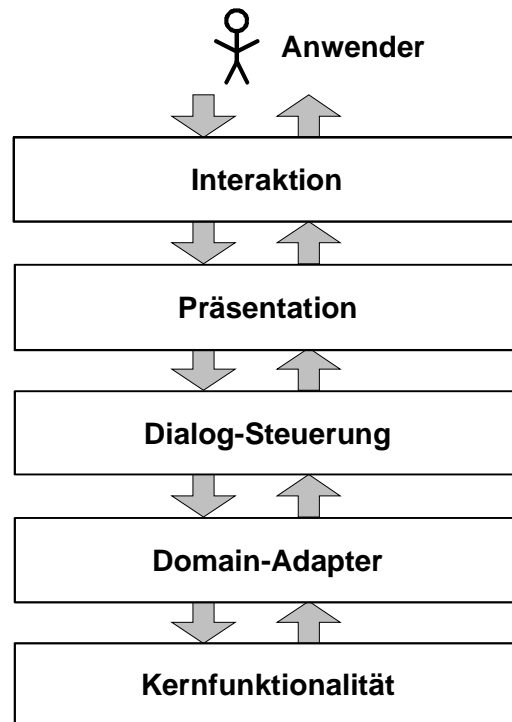 Anwender
Interaktion
Präsentation
Dialog-Steuerung
Domain-Adapter
Kernfunktionalität